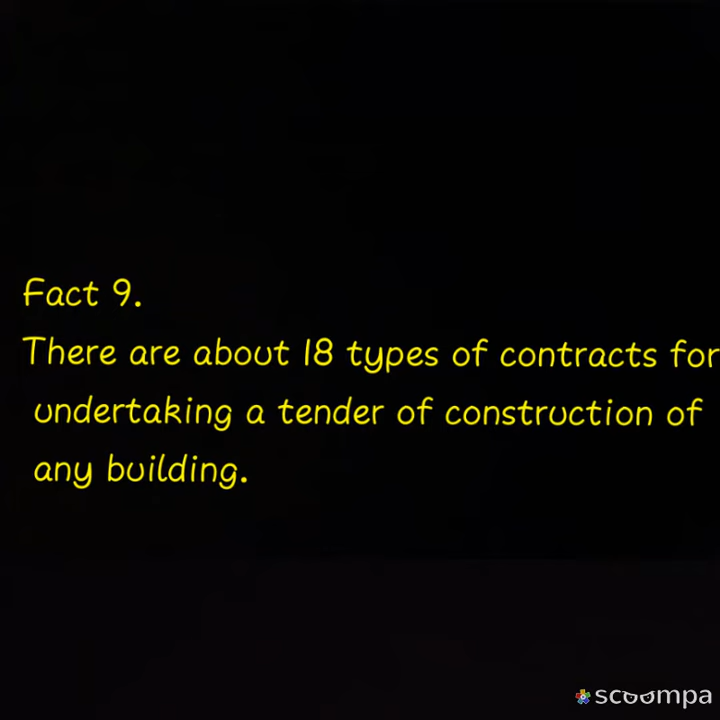 Fact 9.
There are about 18 types of contracts for
undertaking a tender of construction of
any building.
scoompa